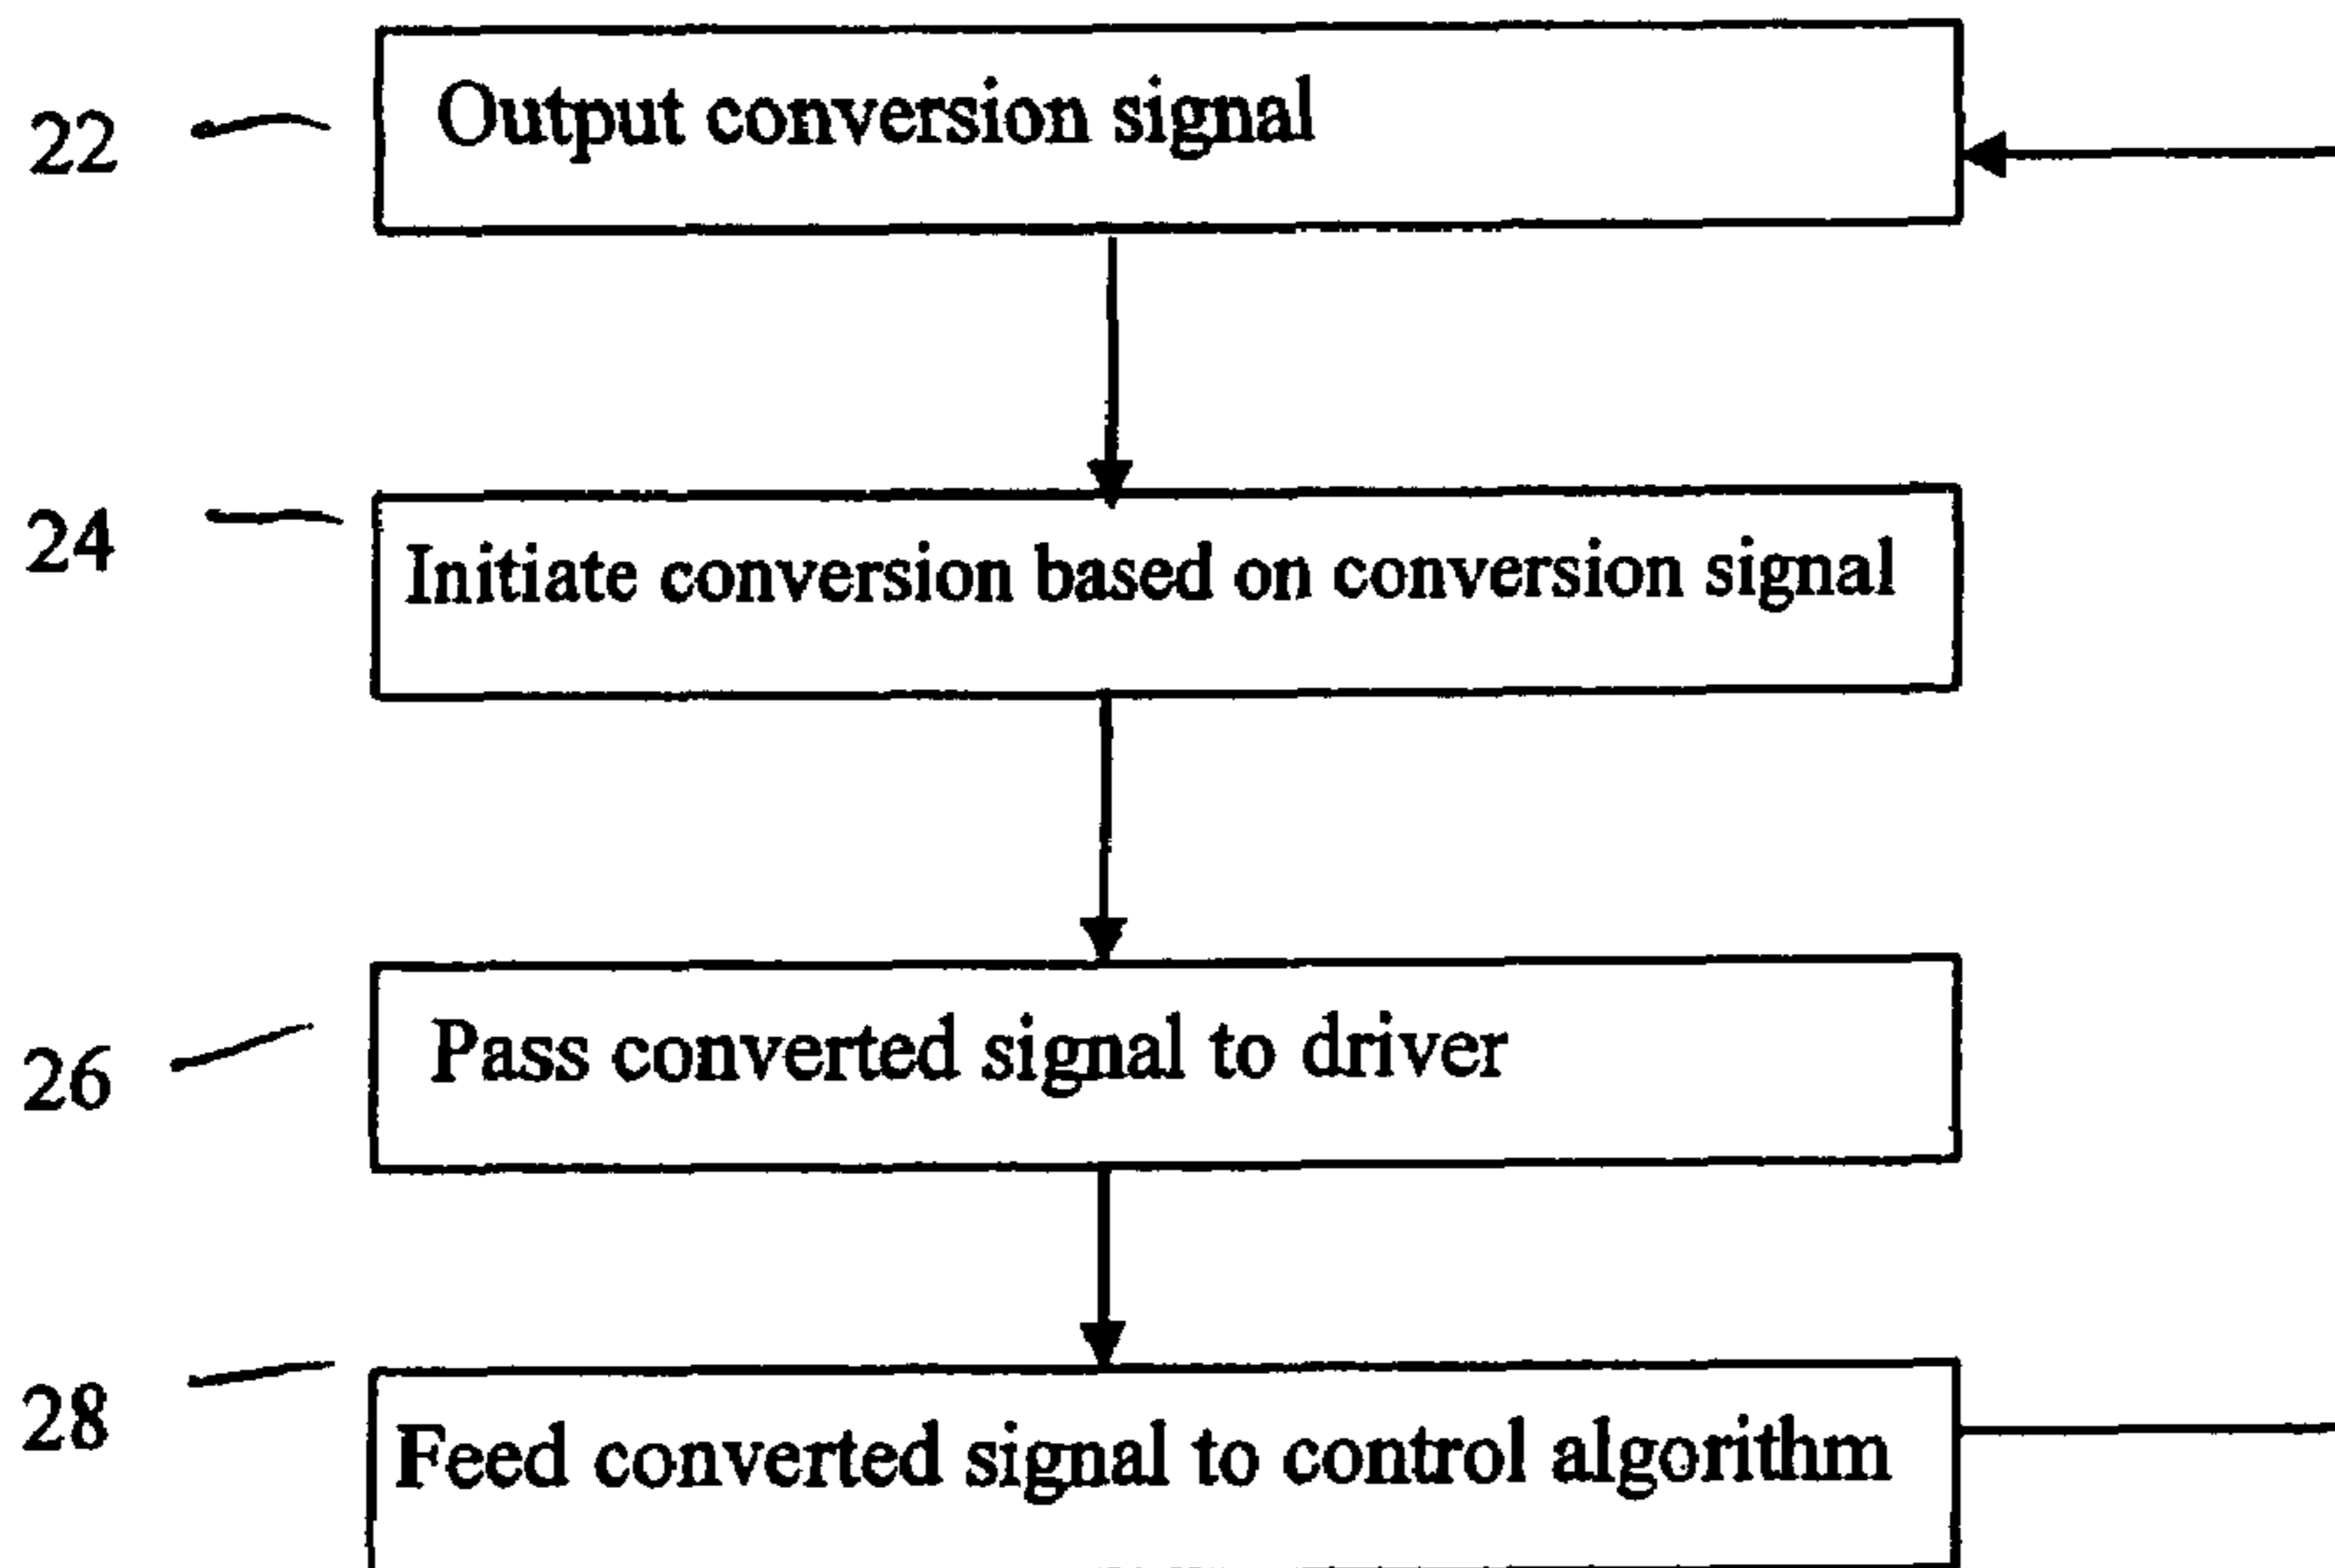 22
Output conversion signal
24
Initiate conversion based on conversion signal
26
Pass converted signal to driver
28
Feed converted signal to control algorithm